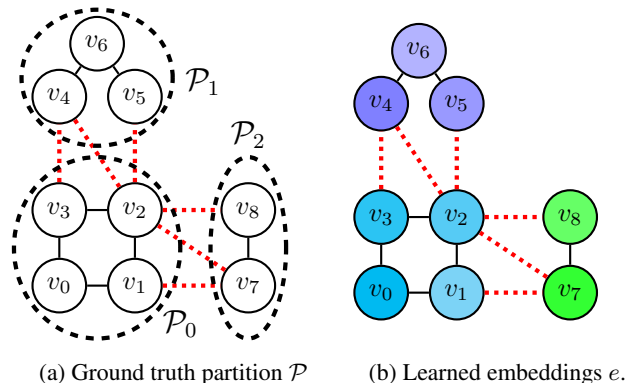 v6
v4
v5
𝒫1
𝒫2
v3
v2
v8
v0
v1
v7
𝒫0
(a) Ground truth partition 𝒫
v6
v4
v5
v3
v2
v8
v0
v1
v7
(b) Learned embeddings e.